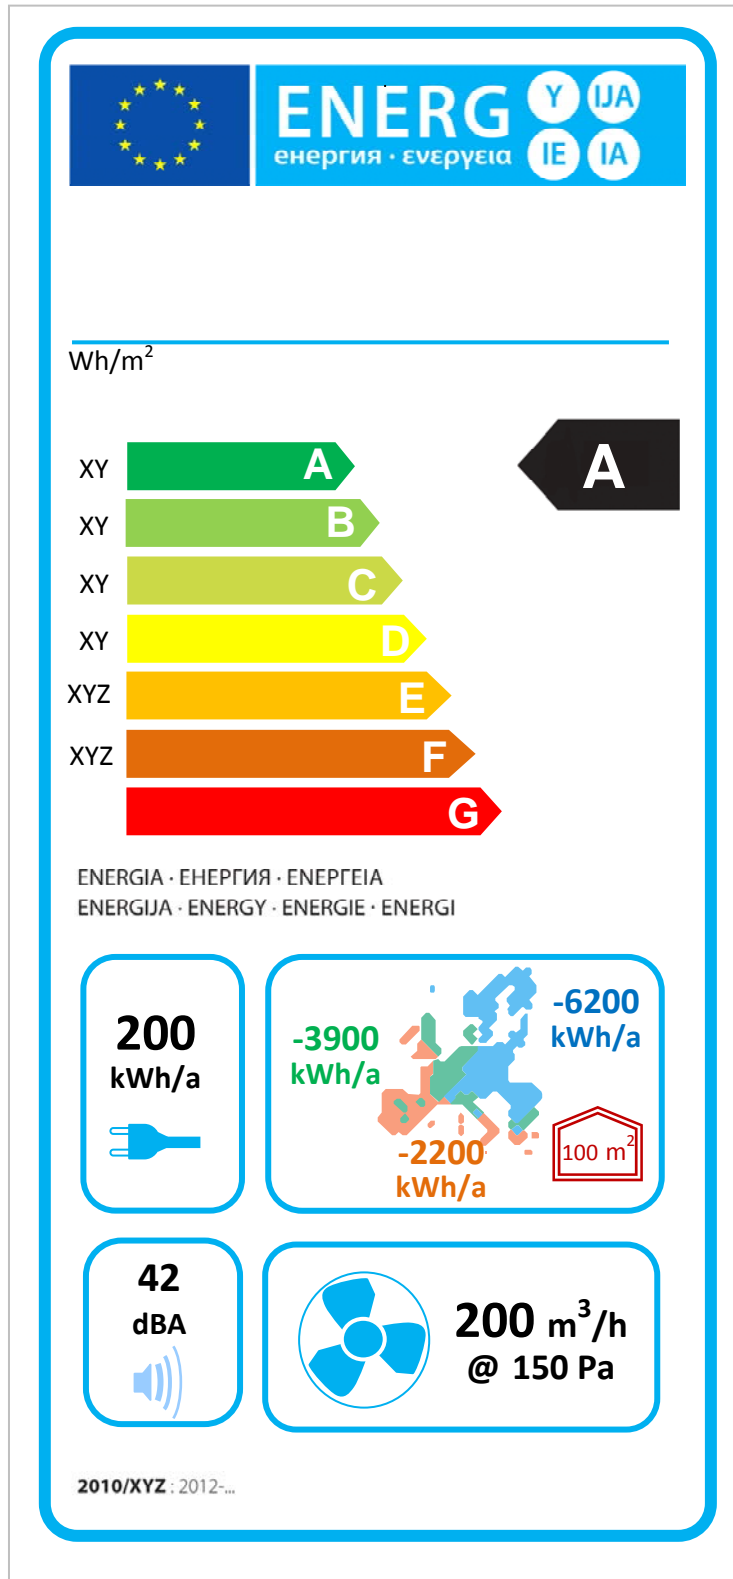 ENERG Y IJA
енергия · ενεργεια IE IA
Wh/m²
A
XY A
XY B
XY C
XY D
XYZ E
XYZ F
G
ENERGIA · ЕНЕРГИЯ · ΕΝΕΡΓΕΙΑ
ENERGIJA · ENERGY · ENERGIE · ENERGI
200
kWh/a
-6200
kWh/a
-3900
kWh/a
-2200
kWh/a
100 m²
42
dBA
200 m³/h
@ 150 Pa
2010/XYZ : 2012-...